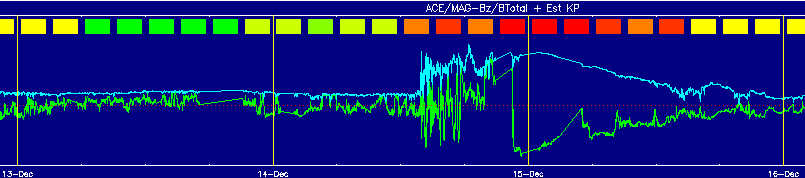 ACE/MAG-Bz/BTotal + Est KP
13-Dec 14-Dec 15-Dec 16-Dec